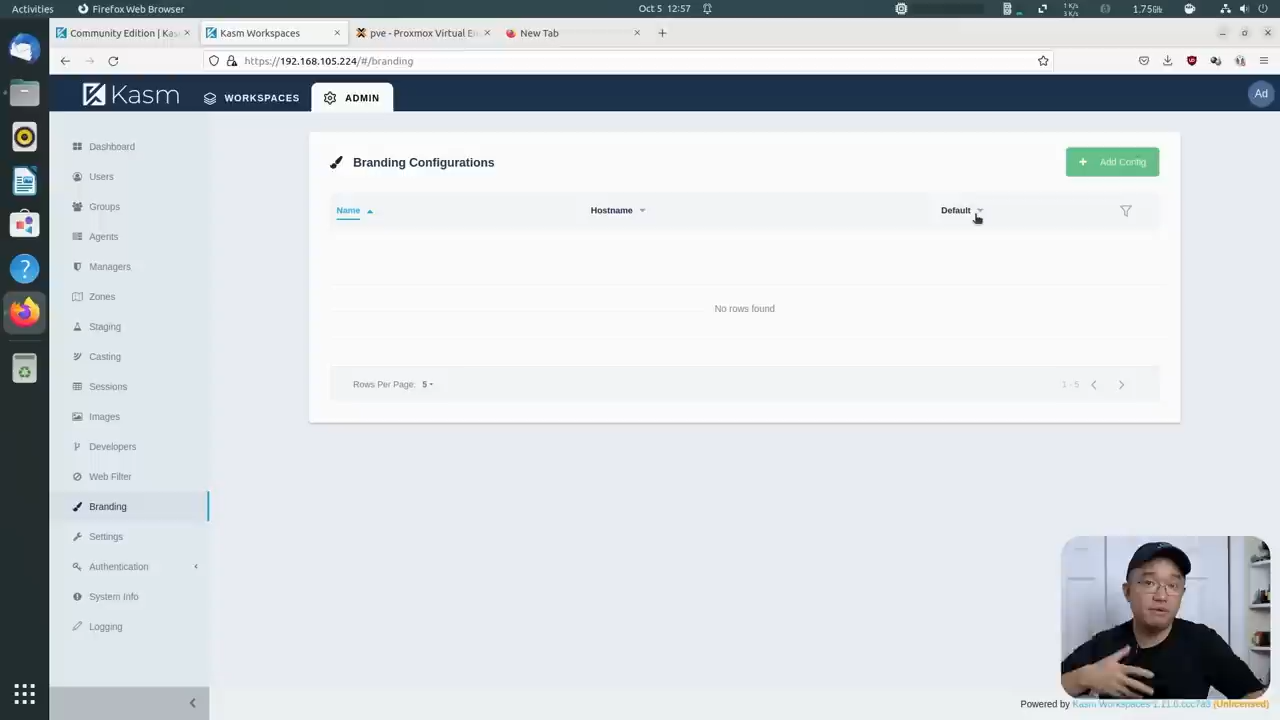 Activities
Firefox Web Browser
Oct 5 12:57
1 K/s
3 K/s
1.75GHz
Community Edition | Kas
Kasm Workspaces
pve - Proxmox Virtual En
New Tab
https://192.168.105.224/#/branding
Kasm
WORKSPACES
ADMIN
Ad
Dashboard
Users
Groups
Agents
Managers
Zones
Staging
Casting
Sessions
Images
Developers
Web Filter
Branding
Settings
Authentication
System Info
Logging
Branding Configurations
+ Add Config
Name
Hostname
Default
No rows found
Rows Per Page: 5
1 - 5
Powered by Kasm Workspaces (Unlicensed)